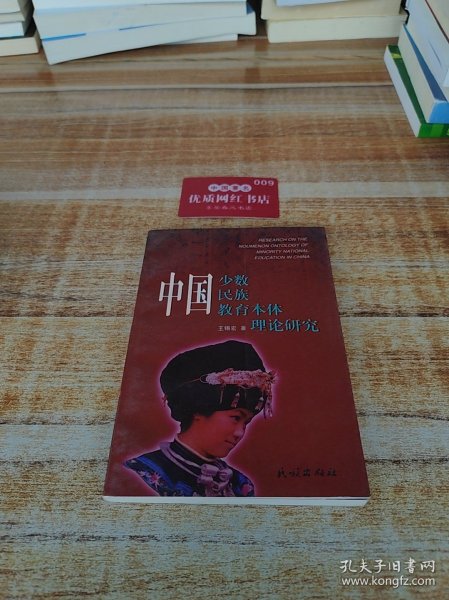 009
中国著名
优质网红书店
RESEARCH ON THE
NOUMENON ONTOLOGY OF
MINORITY NATIONAL
EDUCATION IN CHINA
中国
少数
民族
教育本体
理论研究
王锡宏 著
民族出版社
孔夫子旧书网
www.kongfz.com